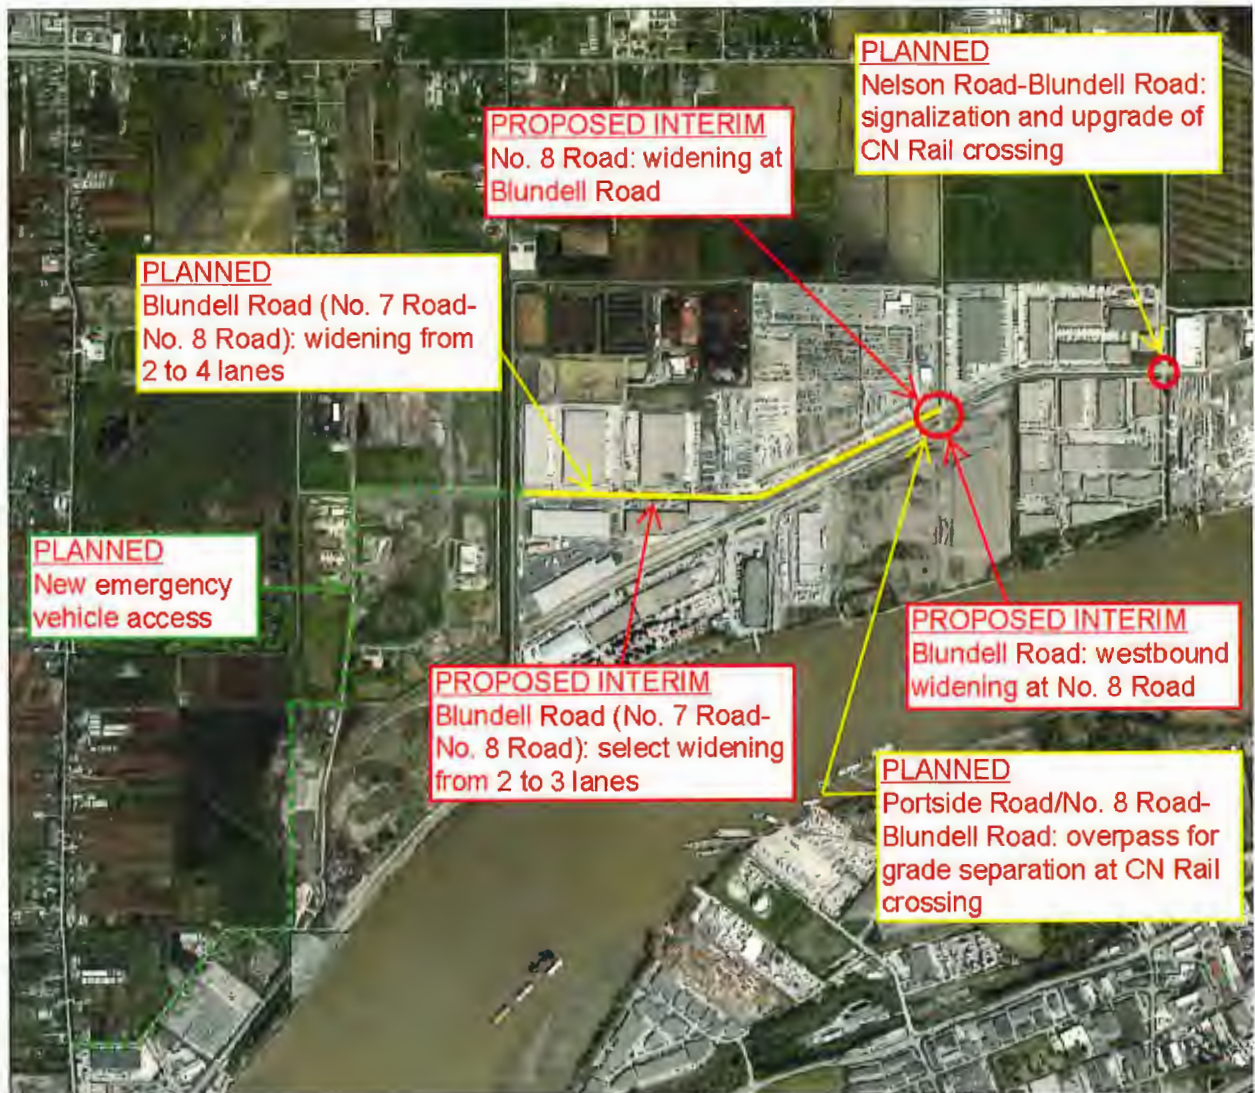 PLANNED
Nelson Road-Blundell Road:
signalization and upgrade of
CN Rail crossing
PROPOSED INTERIM
No. 8 Road: widening at
Blundell Road
PLANNED
Blundell Road (No. 7 Road-
No. 8 Road): widening from
2 to 4 lanes
PLANNED
New emergency
vehicle access
PROPOSED INTERIM
Blundell Road: westbound
widening at No. 8 Road
PROPOSED INTERIM
Blundell Road (No. 7 Road-
No. 8 Road): select widening
from 2 to 3 lanes
PLANNED
Portside Road/No. 8 Road-
Blundell Road: overpass for
grade separation at CN Rail
crossing